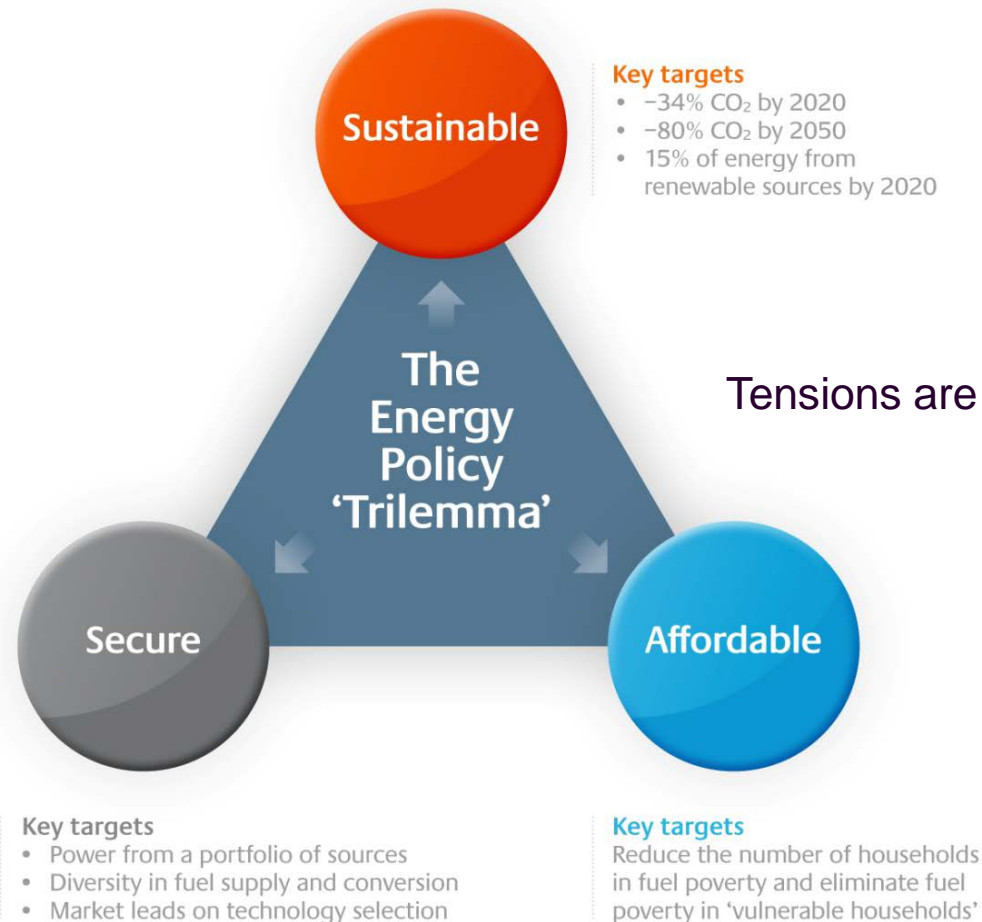 Sustainable
Key targets
• −34% CO₂ by 2020
• −80% CO₂ by 2050
• 15% of energy from
renewable sources by 2020
The
Energy
Policy
‘Trilemma’
Tensions are
Secure
Affordable
Key targets
• Power from a portfolio of sources
• Diversity in fuel supply and conversion
• Market leads on technology selection
Key targets
Reduce the number of households
in fuel poverty and eliminate fuel
poverty in ‘vulnerable households’